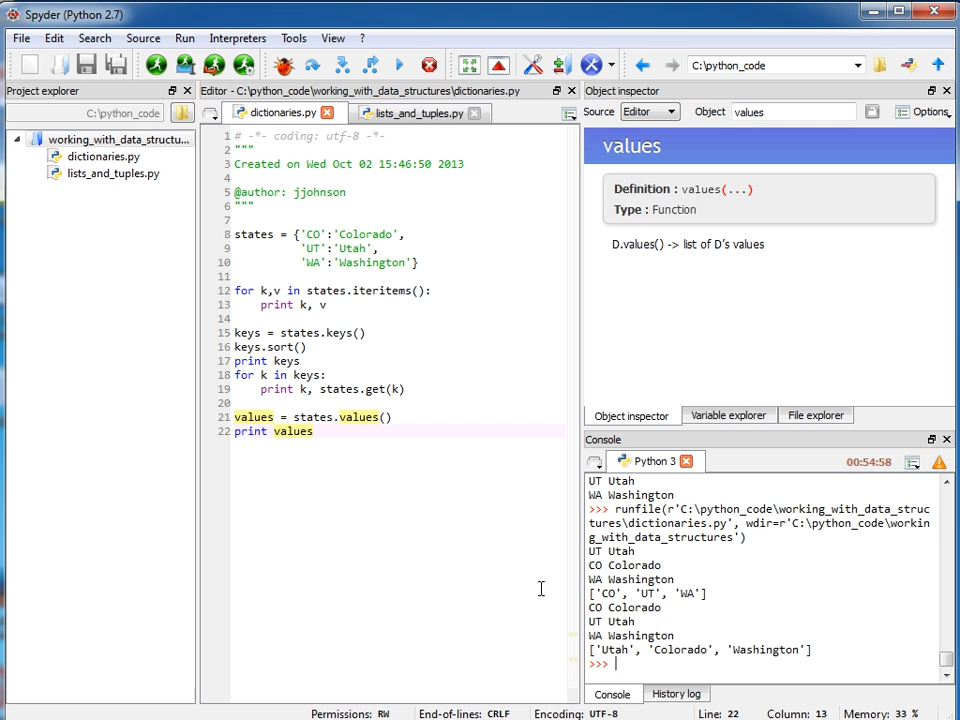 Spyder (Python 2.7)
File Edit Search Source Run Interpreters Tools View ?
C:\python_code
Project explorer
C:\python_code
working_with_data_structu...
dictionaries.py
lists_and_tuples.py
Editor - C:\python_code\working_with_data_structures\dictionaries.py
dictionaries.py lists_and_tuples.py
1 # -*- coding: utf-8 -*-
2 """
3 Created on Wed Oct 02 15:46:50 2013
4
5 @author: jjohnson
6 """
7
8 states = {'CO':'Colorado',
9 'UT':'Utah',
10 'WA':'Washington'}
11
12 for k,v in states.iteritems():
13 print k, v
14
15 keys = states.keys()
16 keys.sort()
17 print keys
18 for k in keys:
19 print k, states.get(k)
20
21 values = states.values()
22 print values
Object inspector
Source Editor Object values Options
values
Definition : values(...)
Type : Function
D.values() -> list of D's values
Object inspector Variable explorer File explorer
Console
Python 3 00:54:58
UT Utah
WA Washington
>>> runfile(r'C:\python_code\working_with_data_struc
tures\dictionaries.py', wdir=r'C:\python_code\workin
g_with_data_structures')
UT Utah
CO Colorado
WA Washington
['CO', 'UT', 'WA']
CO Colorado
UT Utah
WA Washington
['Utah', 'Colorado', 'Washington']
>>>
Console History log
Permissions: RW End-of-lines: CRLF Encoding: UTF-8 Line: 22 Column: 13 Memory: 33 %